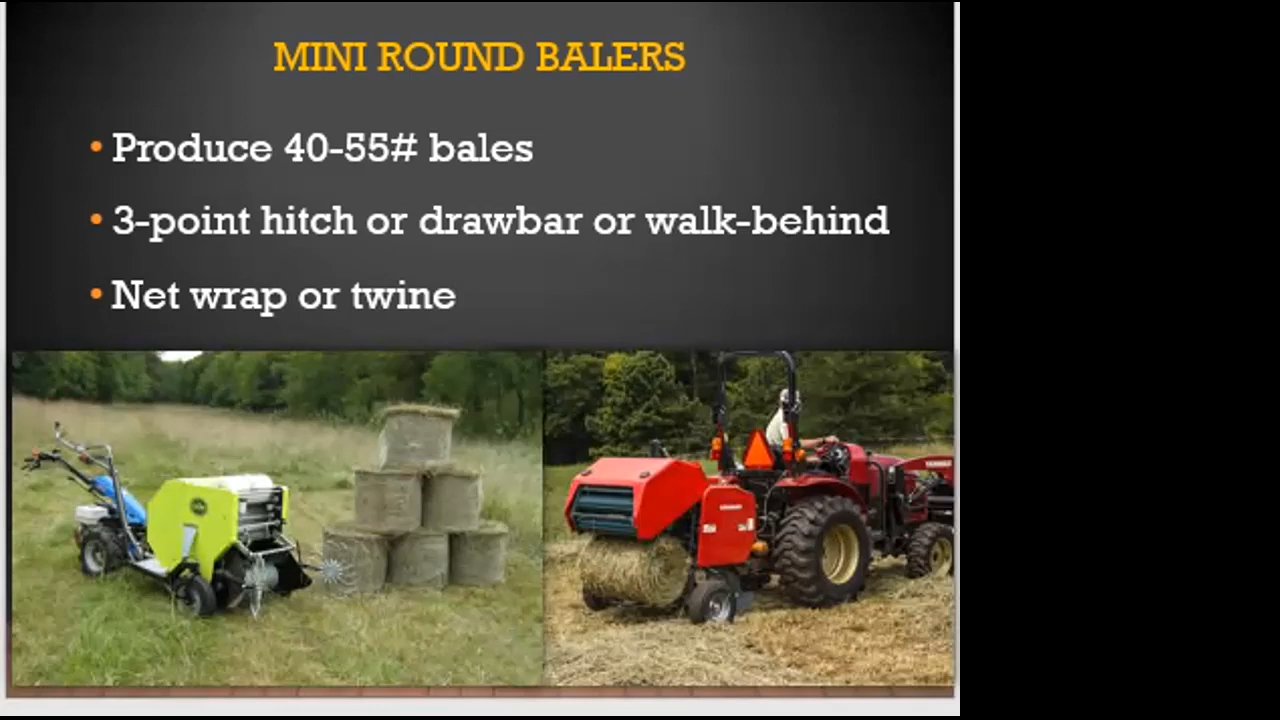 MINI ROUND BALERS
• Produce 40-55# bales
• 3-point hitch or drawbar or walk-behind
• Net wrap or twine